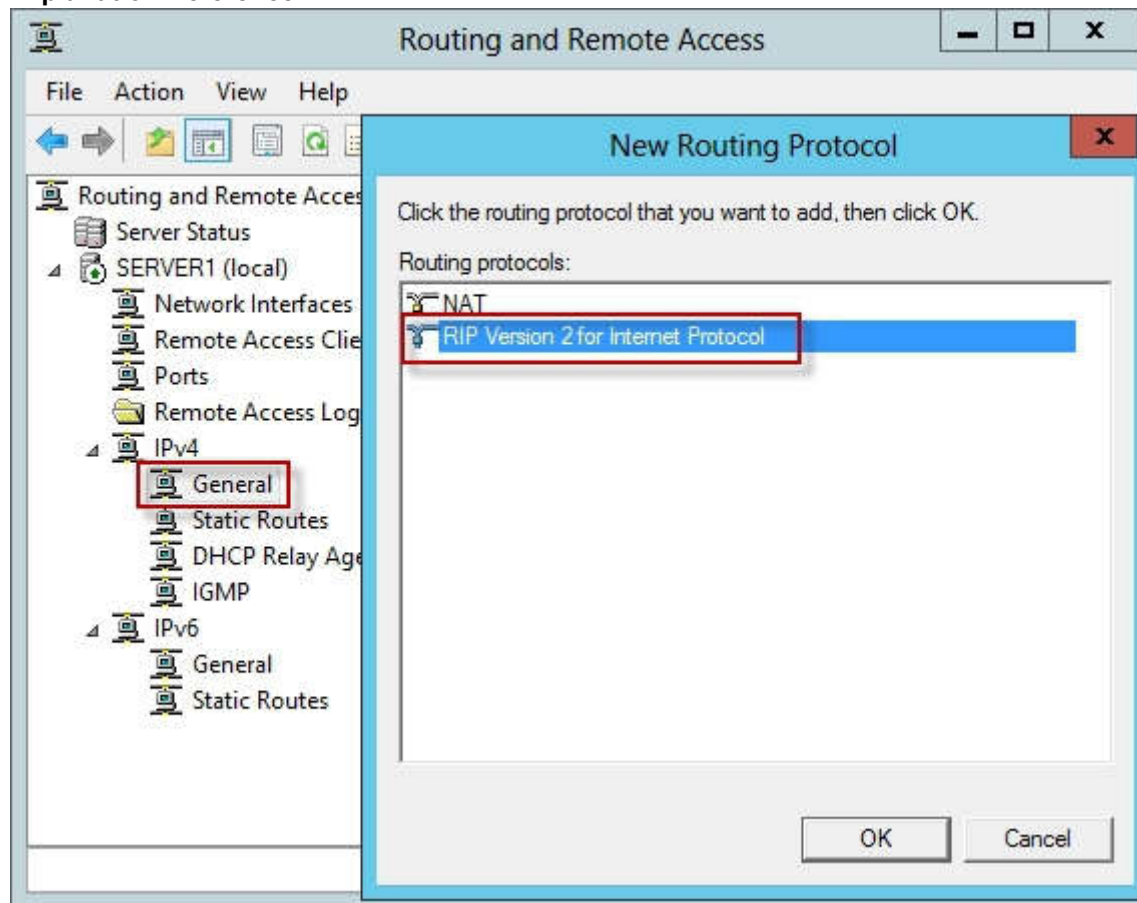 Routing and Remote Access
File Action View Help
New Routing Protocol
Click the routing protocol that you want to add, then click OK.
Routing protocols:
NAT
RIP Version 2 for Internet Protocol
OK Cancel
Routing and Remote Acces
Server Status
SERVER1 (local)
Network Interfaces
Remote Access Clie
Ports
Remote Access Log
IPv4
General
Static Routes
DHCP Relay Age
IGMP
IPv6
General
Static Routes